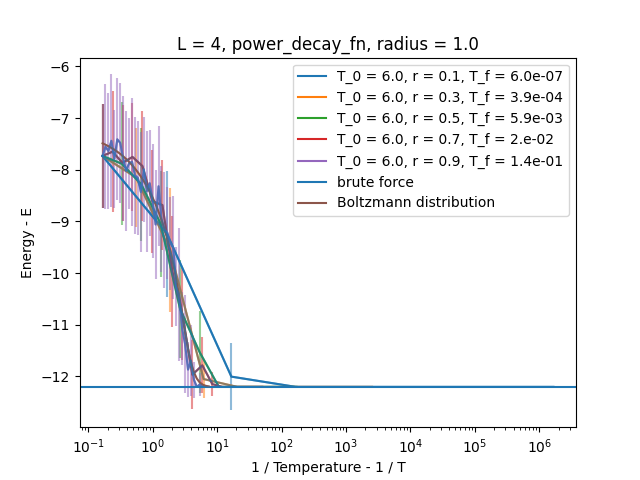 L = 4, power_decay_fn, radius = 1.0
Energy - E
−6
−7
−8
−9
−10
−11
−12
T_0 = 6.0, r = 0.1, T_f = 6.0e-07
T_0 = 6.0, r = 0.3, T_f = 3.9e-04
T_0 = 6.0, r = 0.5, T_f = 5.9e-03
T_0 = 6.0, r = 0.7, T_f = 2.e-02
T_0 = 6.0, r = 0.9, T_f = 1.4e-01
brute force
Boltzmann distribution
10⁻¹ 10⁰ 10¹ 10² 10³ 10⁴ 10⁵ 10⁶
1 / Temperature - 1 / T